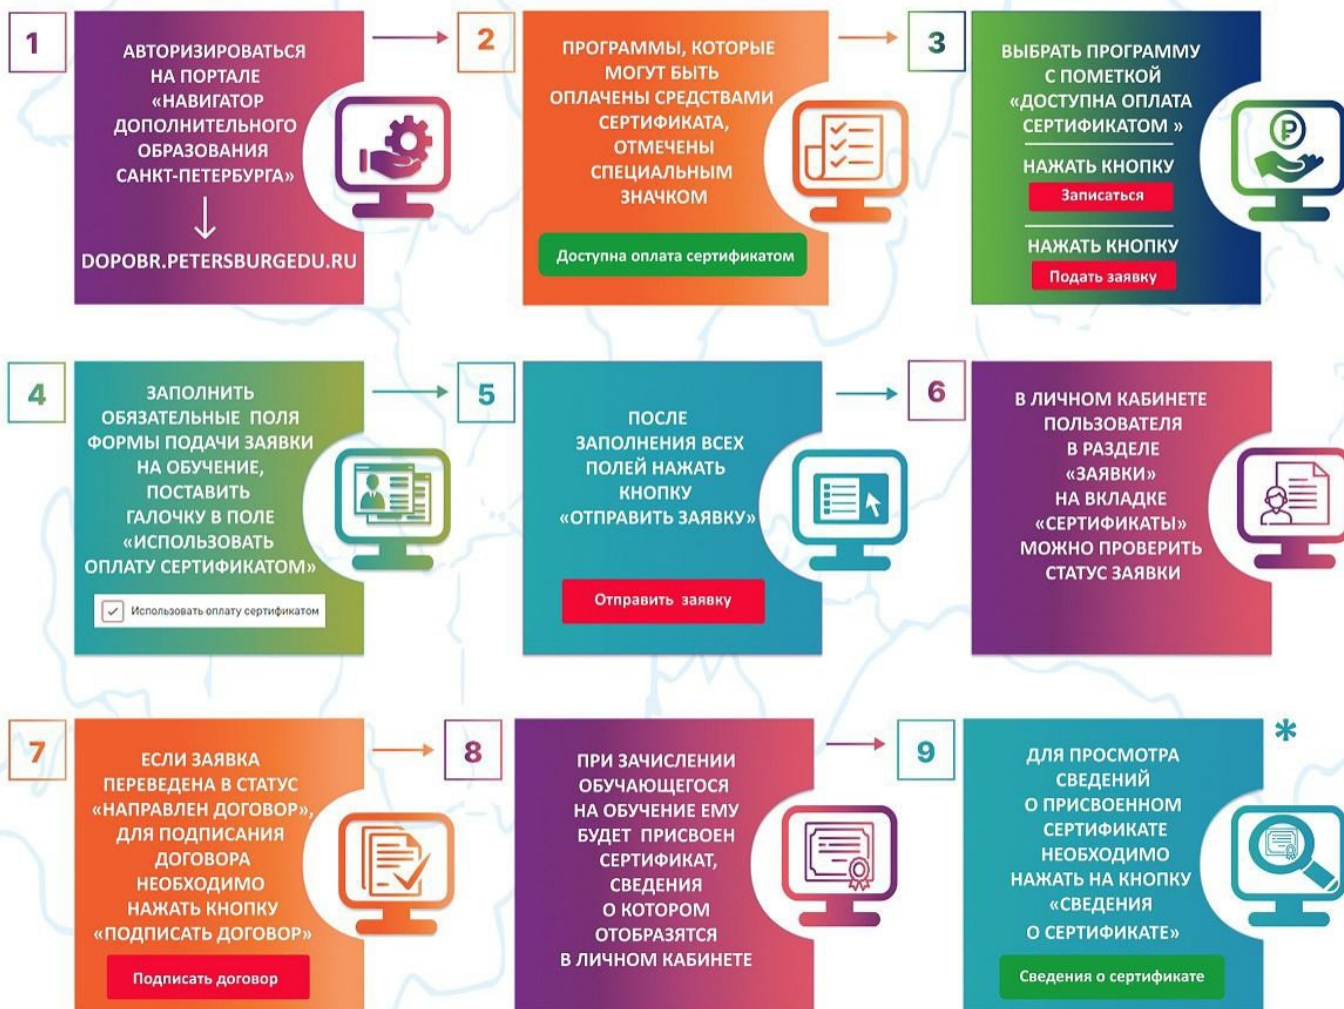 1
АВТОРИЗИРОВАТЬСЯ
НА ПОРТАЛЕ
«НАВИГАТОР
ДОПОЛНИТЕЛЬНОГО
ОБРАЗОВАНИЯ
САНКТ-ПЕТЕРБУРГА»
DOPOBR.PETERSBURGEDU.RU
2
ПРОГРАММЫ, КОТОРЫЕ
МОГУТ БЫТЬ
ОПЛАЧЕНЫ СРЕДСТВАМИ
СЕРТИФИКАТА,
ОТМЕЧЕНЫ
СПЕЦИАЛЬНЫМ
ЗНАЧКОМ
Доступна оплата сертификатом
3
ВЫБРАТЬ ПРОГРАММУ
С ПОМЕТКОЙ
«ДОСТУПНА ОПЛАТА
СЕРТИФИКАТОМ »
НАЖАТЬ КНОПКУ
Записаться
НАЖАТЬ КНОПКУ
Подать заявку
4
ЗАПОЛНИТЬ
ОБЯЗАТЕЛЬНЫЕ ПОЛЯ
ФОРМЫ ПОДАЧИ ЗАЯВКИ
НА ОБУЧЕНИЕ,
ПОСТАВИТЬ
ГАЛОЧКУ В ПОЛЕ
«ИСПОЛЬЗОВАТЬ
ОПЛАТУ СЕРТИФИКАТОМ»
Использовать оплату сертификатом
5
ПОСЛЕ
ЗАПОЛНЕНИЯ ВСЕХ
ПОЛЕЙ НАЖАТЬ
КНОПКУ
«ОТПРАВИТЬ ЗАЯВКУ»
Отправить заявку
6
В ЛИЧНОМ КАБИНЕТЕ
ПОЛЬЗОВАТЕЛЯ
В РАЗДЕЛЕ
«ЗАЯВКИ»
НА ВКЛАДКЕ
«СЕРТИФИКАТЫ»
МОЖНО ПРОВЕРИТЬ
СТАТУС ЗАЯВКИ
7
ЕСЛИ ЗАЯВКА
ПЕРЕВЕДЕНА В СТАТУС
«НАПРАВЛЕН ДОГОВОР»,
ДЛЯ ПОДПИСАНИЯ
ДОГОВОРА
НЕОБХОДИМО
НАЖАТЬ КНОПКУ
«ПОДПИСАТЬ ДОГОВОР»
Подписать договор
8
ПРИ ЗАЧИСЛЕНИИ
ОБУЧАЮЩЕГОСЯ
НА ОБУЧЕНИЕ ЕМУ
БУДЕТ ПРИСВОЕН
СЕРТИФИКАТ,
СВЕДЕНИЯ
О КОТОРОМ
ОТОБРАЗЯТСЯ
В ЛИЧНОМ КАБИНЕТЕ
9
*
ДЛЯ ПРОСМОТРА
СВЕДЕНИЙ
О ПРИСВОЕННОМ
СЕРТИФИКАТЕ
НЕОБХОДИМО
НАЖАТЬ НА КНОПКУ
«СВЕДЕНИЯ
О СЕРТИФИКАТЕ»
Сведения о сертификате